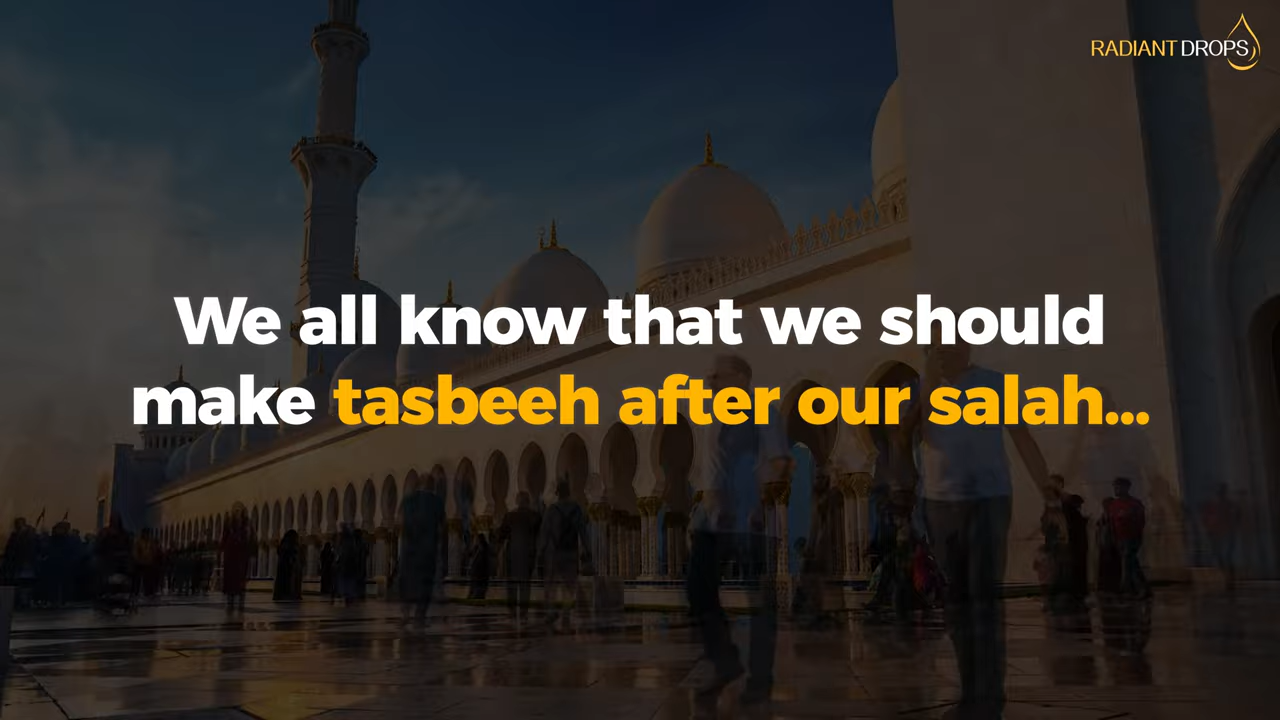 RADIANT DROPS
We all know that we should
make tasbeeh after our salah...